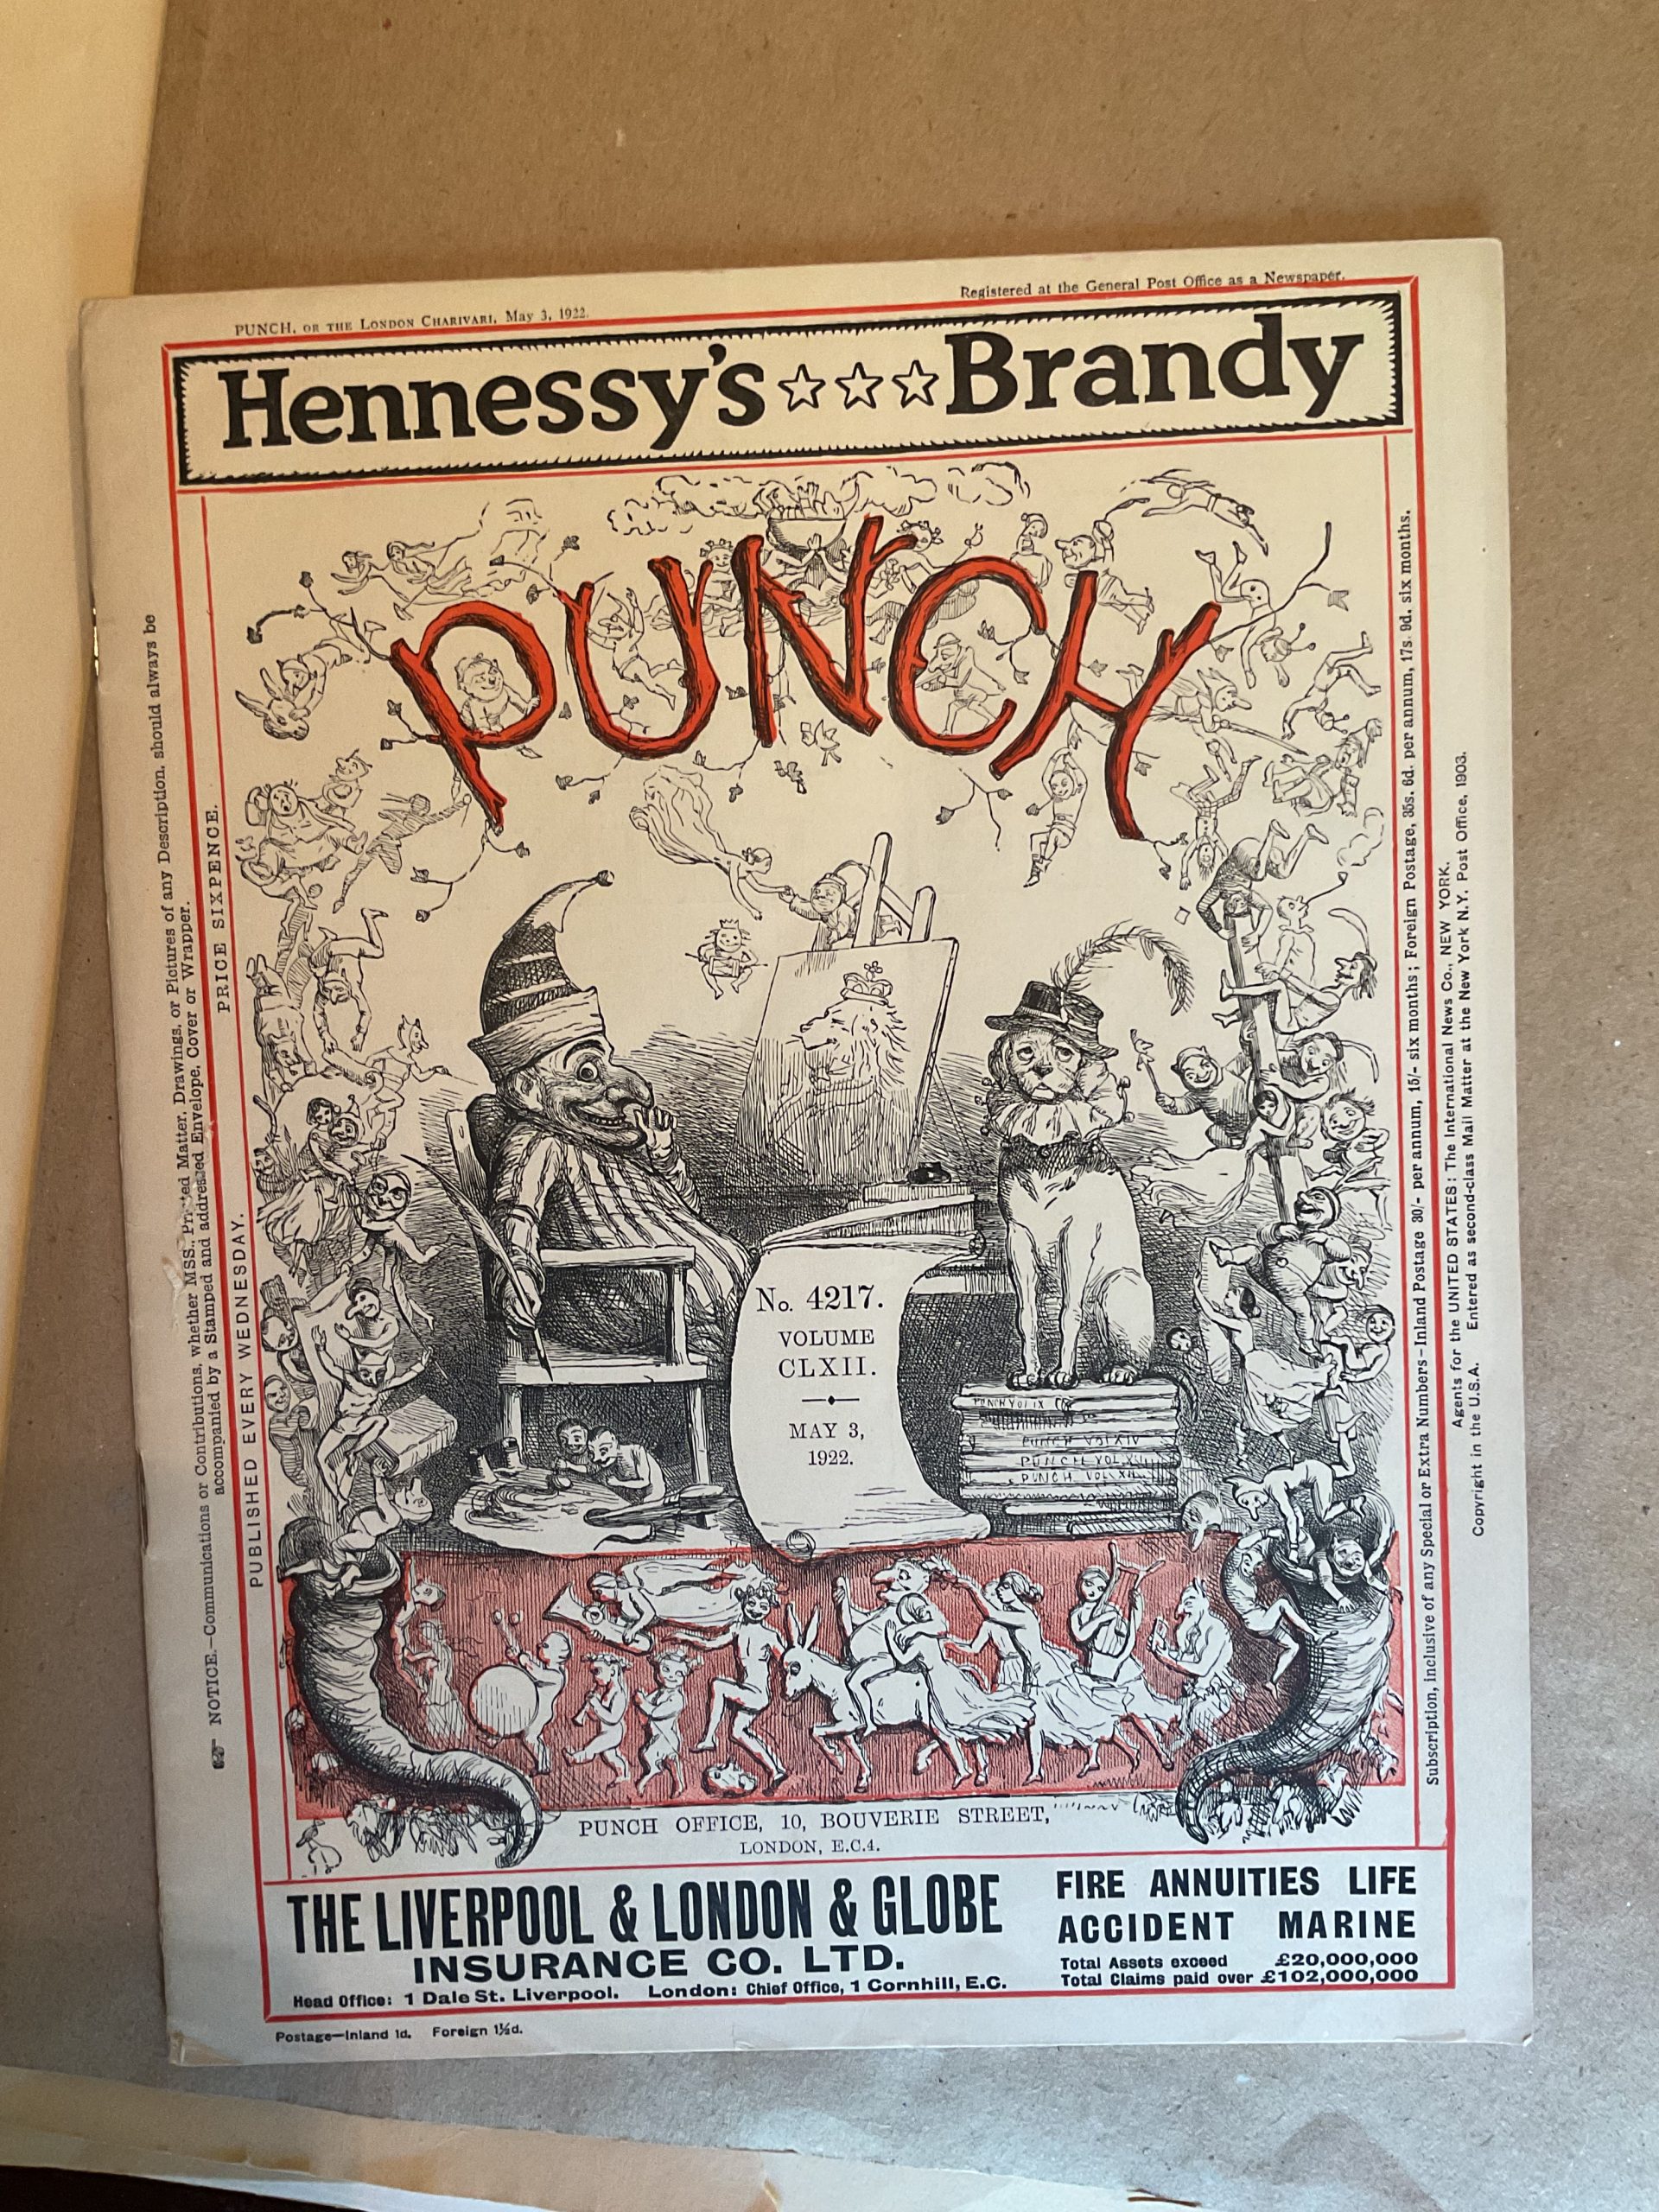 PUNCH, OR THE LONDON CHARIVARI, May 3, 1922.
Registered at the General Post Office as a Newspaper.
Hennessy's ☆☆☆ Brandy
PUNCH
NOTICE.—Communications or Contributions, whether MSS., Printed Matter, Drawings, or Pictures of any Description, should always be
accompanied by a Stamped and addressed Envelope, Cover or Wrapper.
PUBLISHED EVERY WEDNESDAY.
PRICE SIXPENCE.
No. 4217.
VOLUME
CLXII.
MAY 3,
1922.
PUNCH VOL IX
PUNCH VOL XIV
PUNCH VOL XII
PUNCH VOL XII
Subscription, inclusive of any Special or Extra Numbers—Inland Postage 30/- per annum, 15/- six months; Foreign Postage, 35s. 6d. per annum, 17s. 9d. six months.
Agents for the UNITED STATES: The International News Co., NEW YORK.
Copyright in the U.S.A. Entered as second-class Mail Matter at the New York N.Y. Post Office, 1903.
PUNCH OFFICE, 10, BOUVERIE STREET,
LONDON, E.C.4.
THE LIVERPOOL & LONDON & GLOBE
INSURANCE CO. LTD.
Head Office: 1 Dale St. Liverpool. London: Chief Office, 1 Cornhill, E.C.
FIRE ANNUITIES LIFE
ACCIDENT MARINE
Total Assets exceed £20,000,000
Total Claims paid over £102,000,000
Postage—Inland 1d. Foreign 1½d.